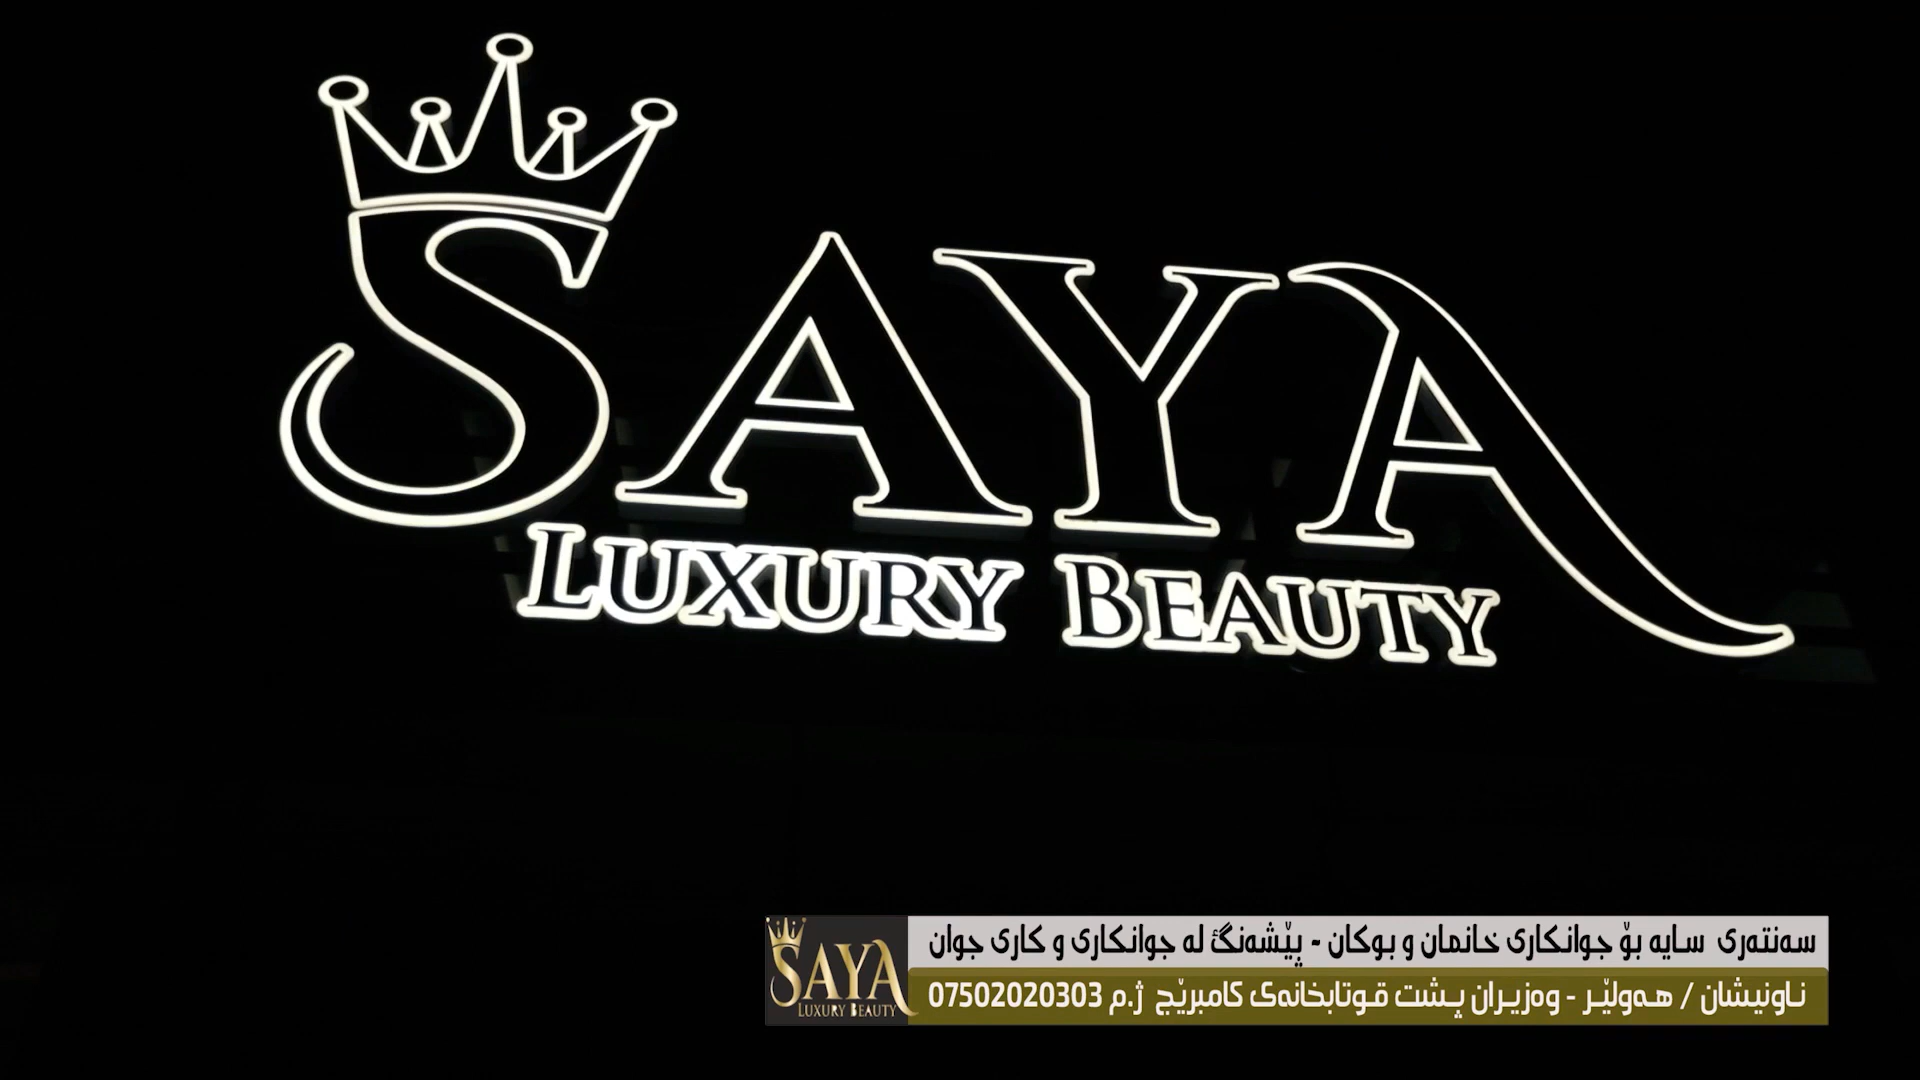 SAYA
LUXURY BEAUTY
سەنتەری سایە بۆ جوانکاری خانمان و بوکان - پێشەنگ لە جوانکاری و کاری جوان
ناونیشان / هەولێر - وەزیران پشت قوتابخانەی کامبرێج ژ.م 07502020303
SAYA
LUXURY BEAUTY